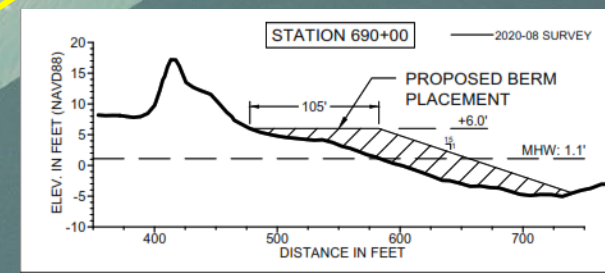 STATION 690+00
2020-08 SURVEY
ELEV. IN FEET (NAVD88)
20
15
10
5
0
-5
-10
105'
PROPOSED BERM
PLACEMENT
+6.0'
15
1
MHW: 1.1'
400
500
600
700
DISTANCE IN FEET